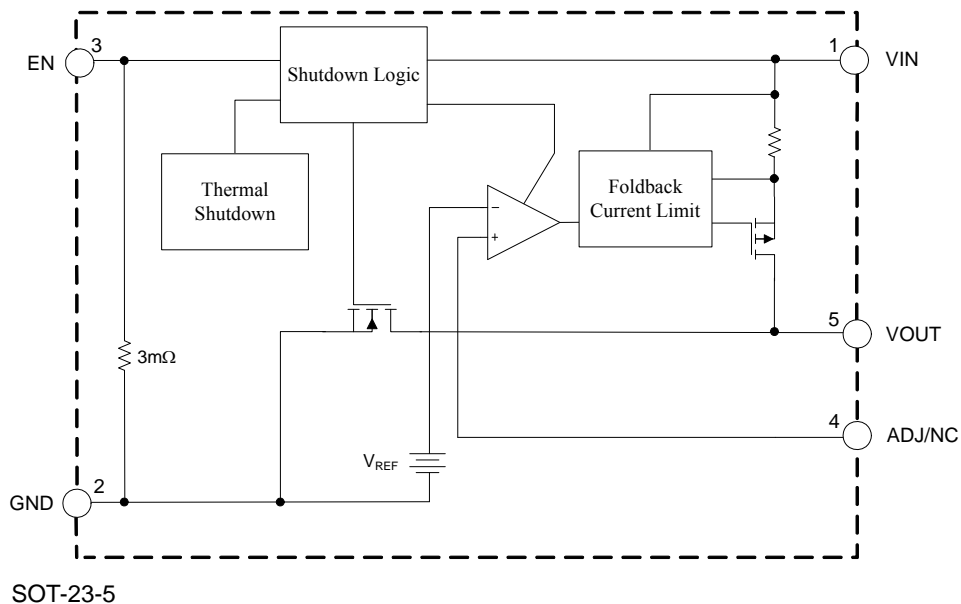 3
EN
Shutdown Logic
1
VIN
Thermal
Shutdown
Foldback
Current Limit
−
+
5
VOUT
3mΩ
4
ADJ/NC
VREF
2
GND
SOT-23-5